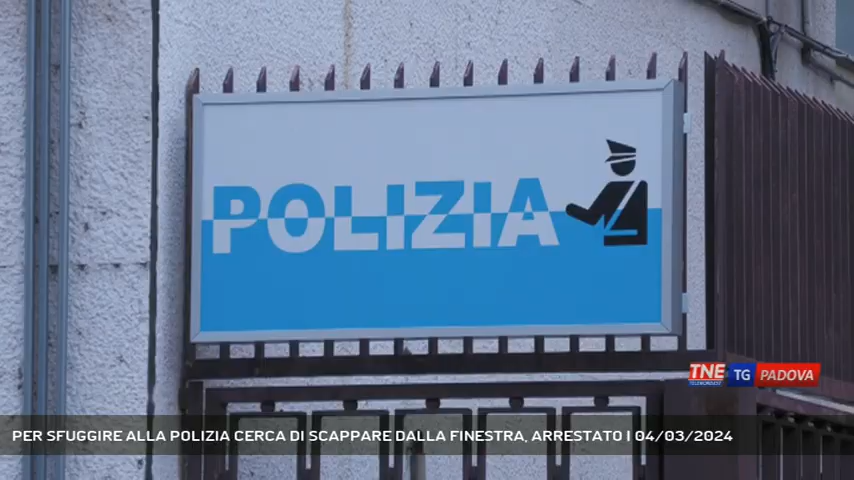 POLIZIA
TNE TG PADOVA
TELENORDEST
PER SFUGGIRE ALLA POLIZIA CERCA DI SCAPPARE DALLA FINESTRA, ARRESTATO | 04/03/2024